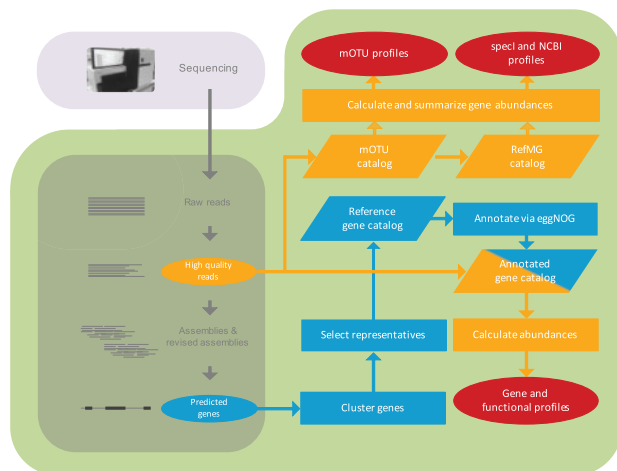 Sequencing
Raw reads
High quality
reads
Assemblies &
revised assemblies
Predicted
genes
mOTU profiles
specI and NCBI
profiles
Calculate and summarize gene abundances
mOTU
catalog
RefMG
catalog
Reference
gene catalog
Annotate via eggNOG
Annotated
gene catalog
Select representatives
Calculate abundances
Cluster genes
Gene and
functional profiles